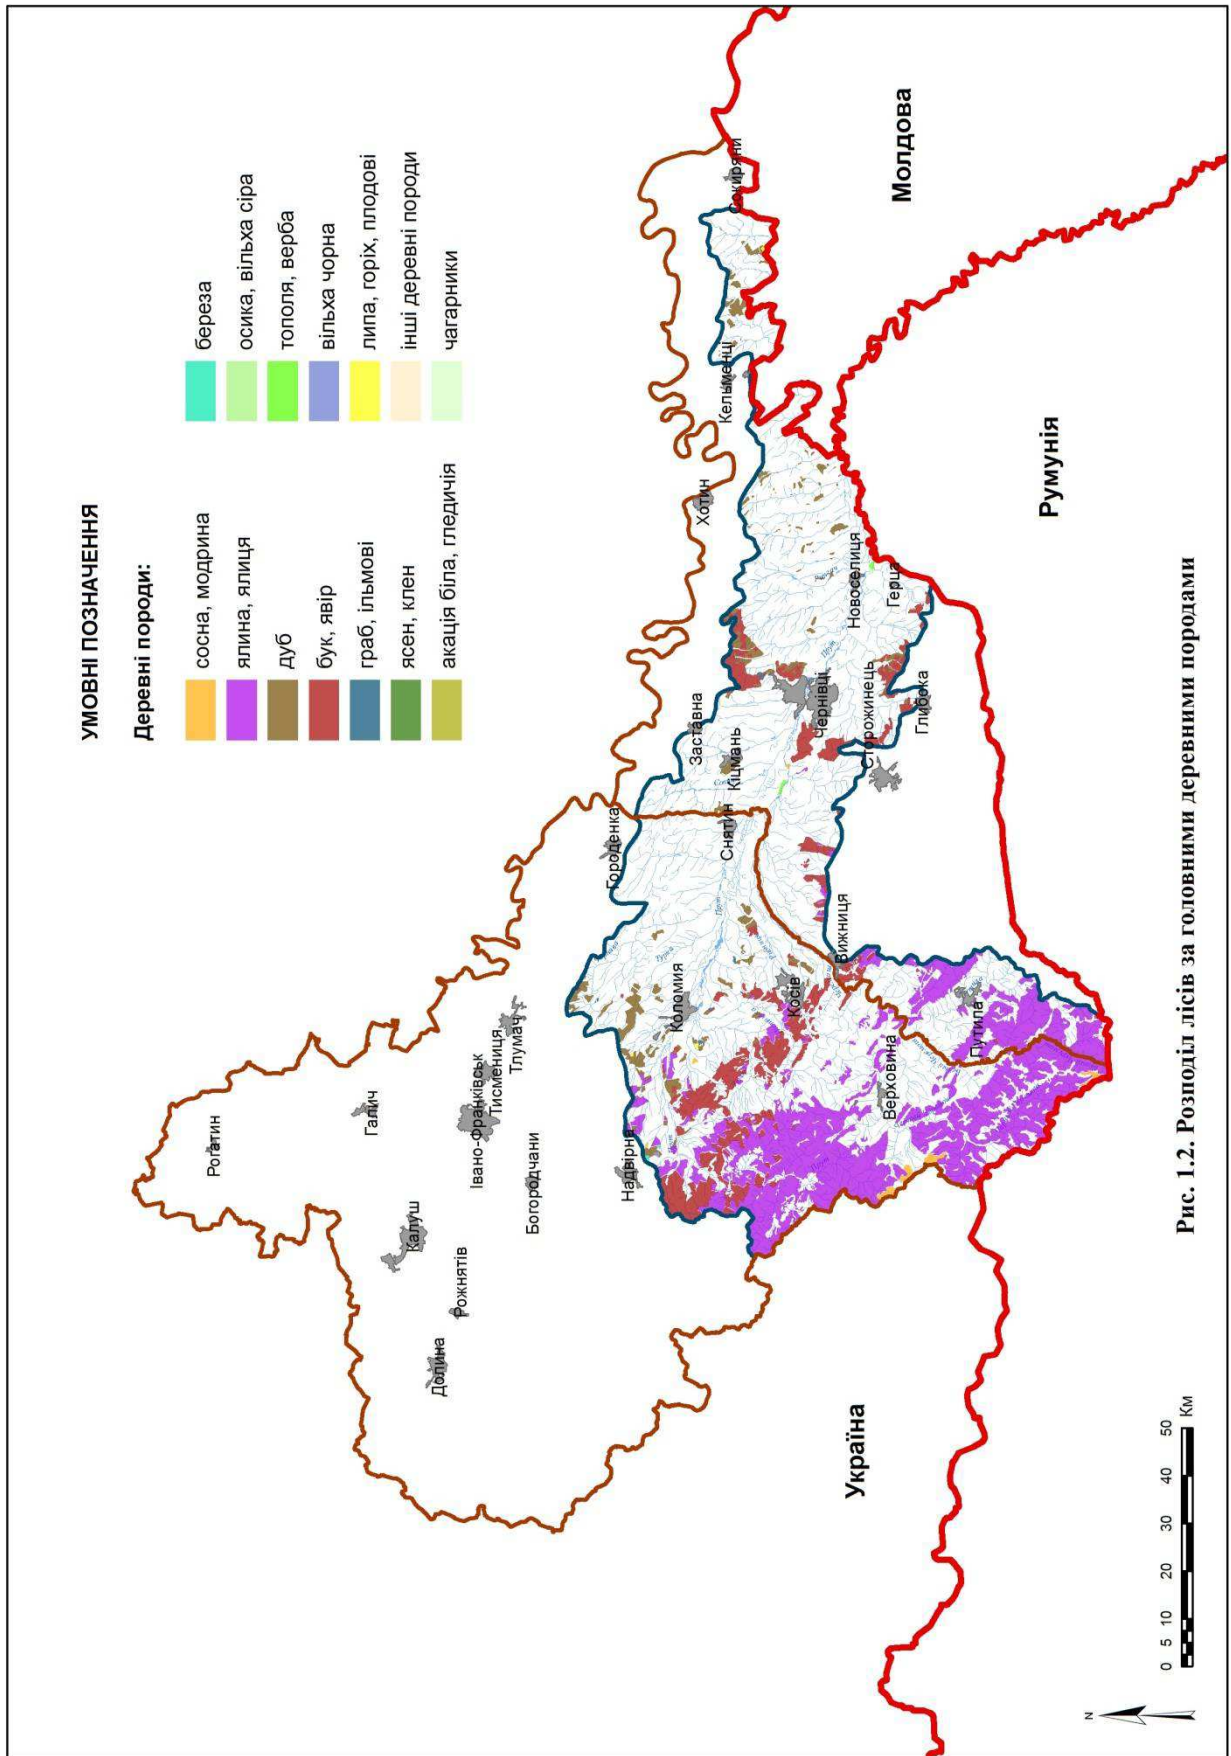 УМОВНІ ПОЗНАЧЕННЯ
Деревні породи:
сосна, модрина
ялина, ялиця
дуб
бук, явір
граб, ільмові
ясен, клен
акація біла, гледичія
береза
осика, вільха сіра
тополя, верба
вільха чорна
липа, горіх, плодові
інші деревні породи
чагарники
Рогатин
Галич
Калуш
Івано-Франківськ
Тисмениця
Тлумач
Рожнятів
Долина
Богородчани
Надвірна
Городенка
Заставна
Хотин
Кельменці
Сокиряни
Коломия
Снятин
Кіцмань
Косів
Чернівці
Новоселиця
Вижниця
Сторожинець
Герца
Глибока
Верховина
Путила
Прут
Прут
Прут
Турка
Україна
Румунія
Молдова
N
0 5 10 20 30 40 50
Км
Рис. 1.2. Розподіл лісів за головними деревними породами